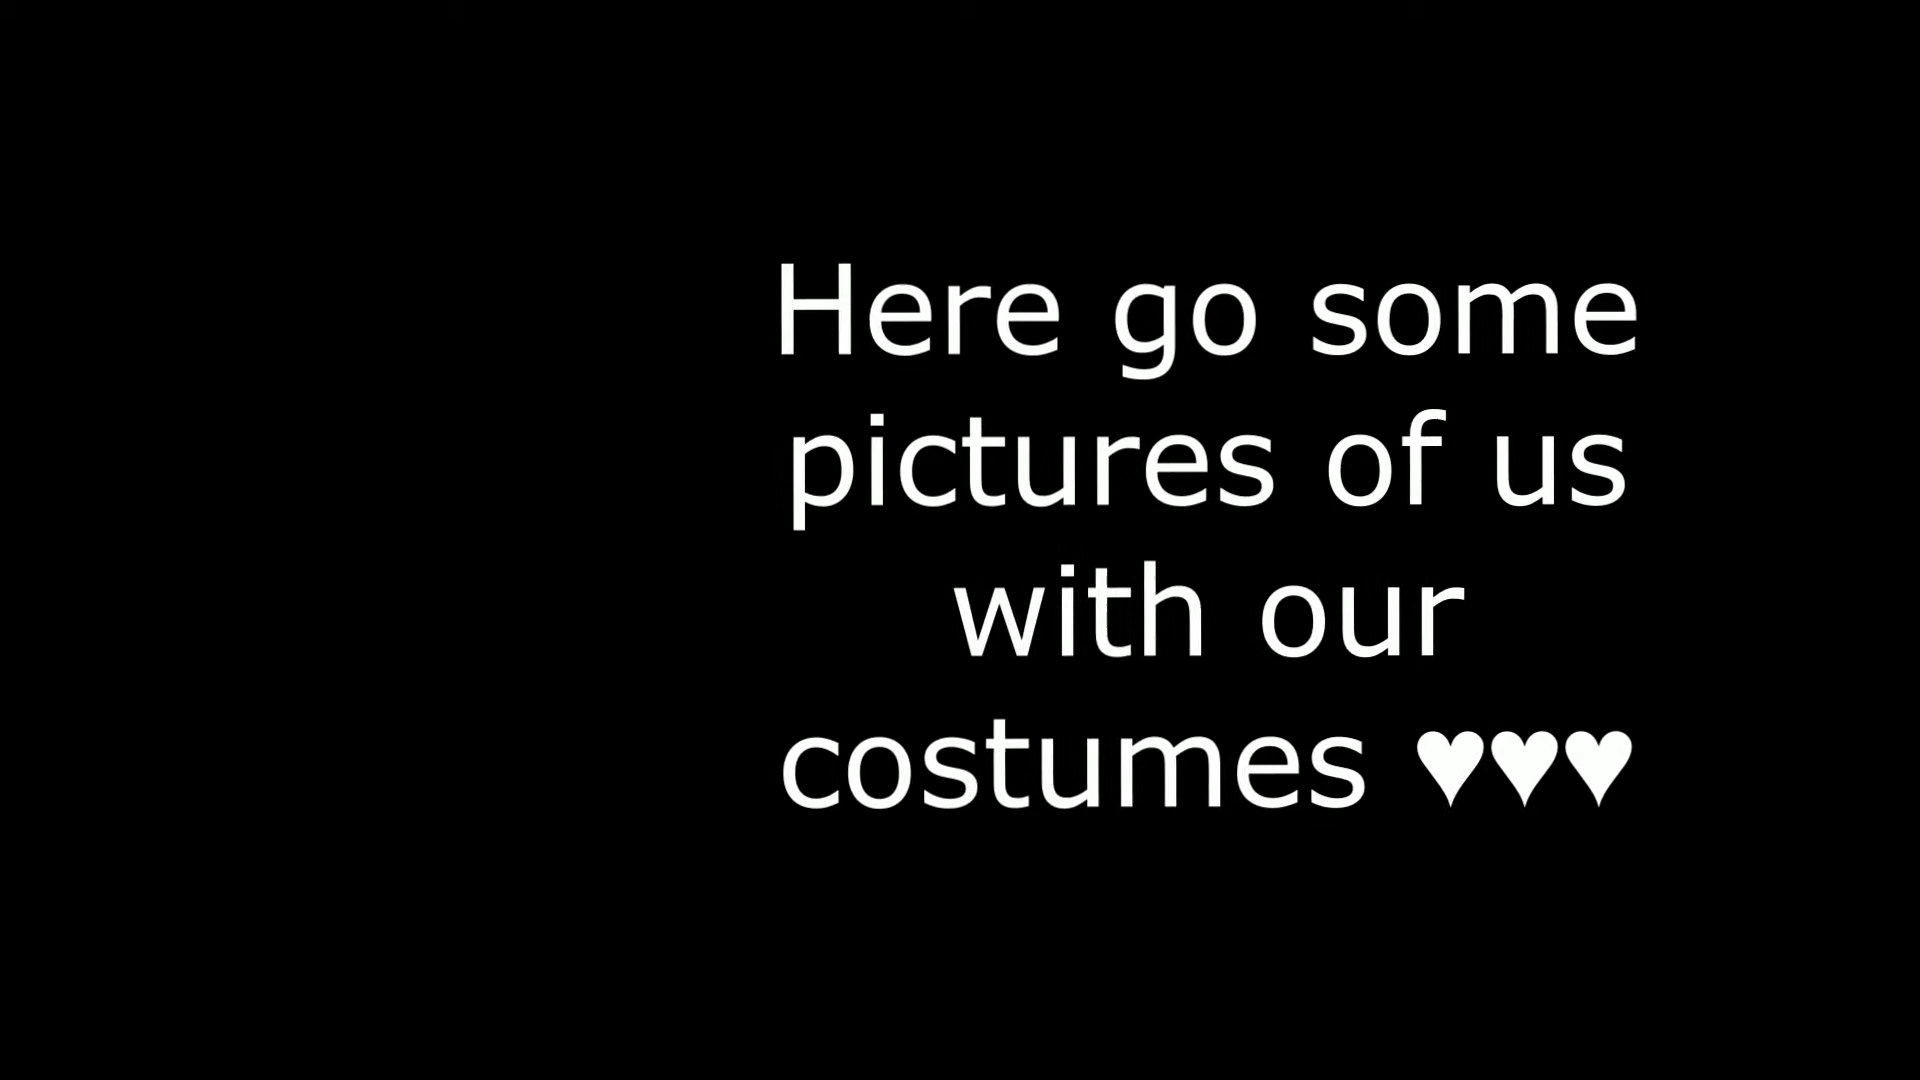 Here go some
pictures of us
with our
costumes ♥♥♥